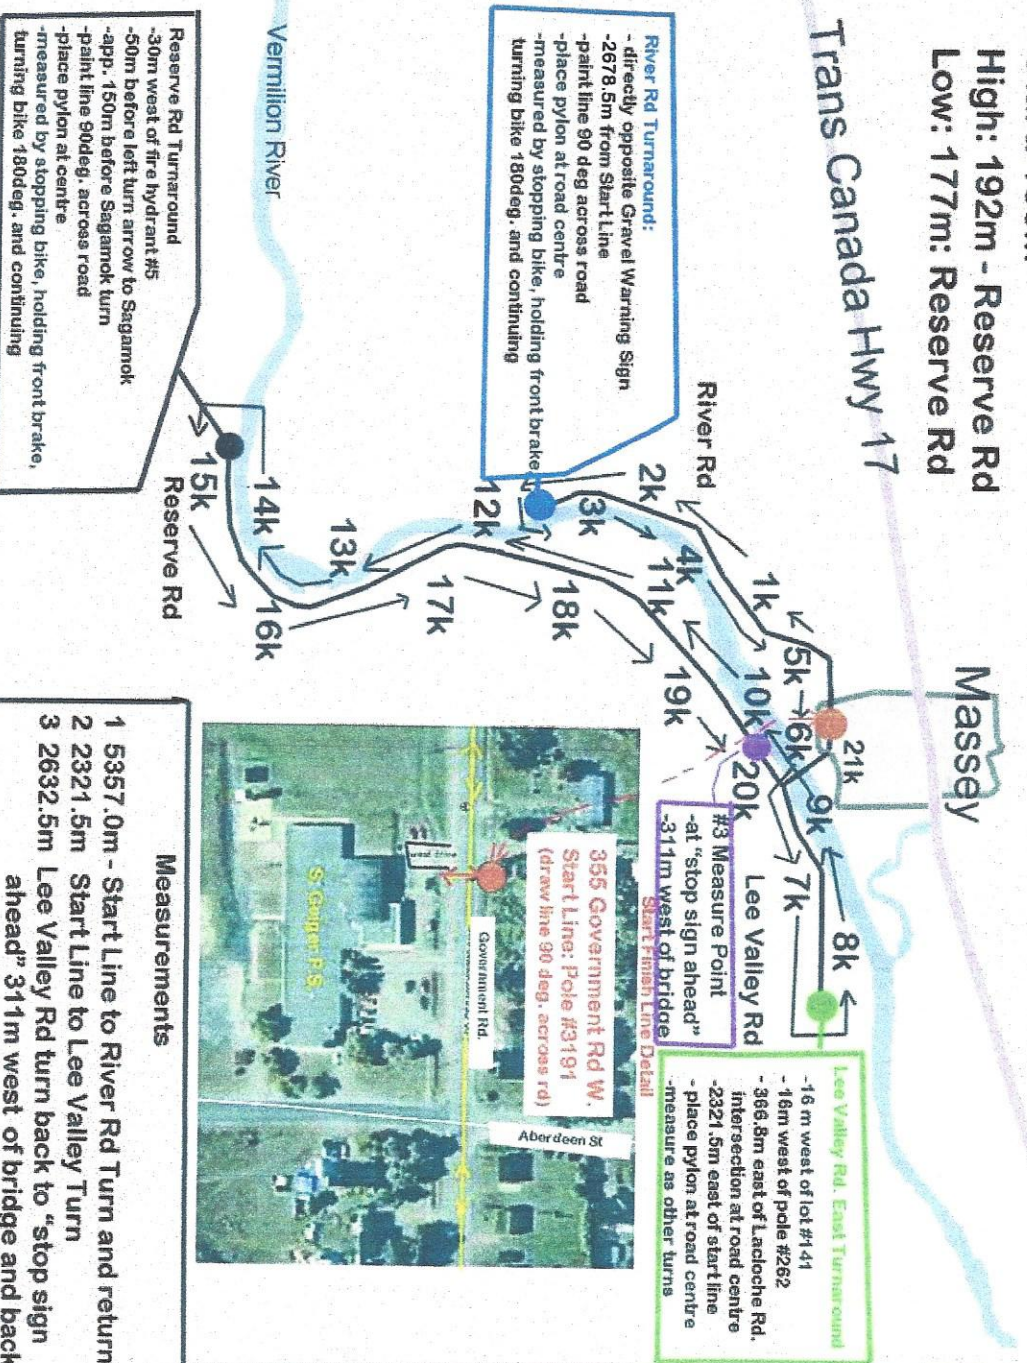 High: 192m - Reserve Rd
Low: 177m: Reserve Rd
Trans Canada Hwy 17
Massey
River Rd
River Rd Turnaround:
- directly opposite Gravel Warning Sign
-2678.5m from Start Line
-paint line 90 deg across road
-place pylon at road centre
-measured by stopping bike, holding front brake,
turning bike 180deg. and continuing
Vermilion River
Reserve Rd Turnaround
-30m west of fire hydrant #5
-50m before left turn arrow to Sagamok
-app. 150m before Sagamok turn
-paint line 90deg. across road
-place pylon at centre
-measured by stopping bike, holding front brake,
turning bike 180deg. and continuing
Reserve Rd
1k
2k
3k
4k
5k
6k
7k
8k
9k
10k
11k
12k
13k
14k
15k
16k
17k
18k
19k
20k
21k
Lee Valley Rd
#3 Measure Point
-at "stop sign ahead"
-311m west of bridge
Lee Valley Rd. East Turnaround
-16 m west of lot #141
-18m west of pole #262
- 366.8m east of Lacloche Rd.
intersection at road centre
-2321.5m east of start line
- place pylon at road centre
-measure as other turns
Start Finish Line Detail
355 Government Rd W.
Start Line: Pole #3191
(draw line 90 deg. across rd)
Government Rd.
Aberdeen St
S. Geiger P.S.
Measurements
1 5357.0m - Start Line to River Rd Turn and return
2 2321.5m Start Line to Lee Valley Turn
3 2632.5m Lee Valley Rd turn back to "stop sign
ahead" 311m west of bridge and back